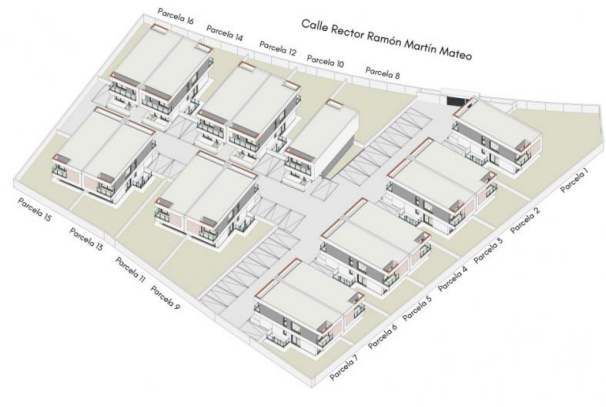 Calle Rector Ramón Martín Mateo
Parcela 16
Parcela 14
Parcela 12
Parcela 10
Parcela 8
Parcela 1
Parcela 2
Parcela 3
Parcela 4
Parcela 5
Parcela 6
Parcela 7
Parcela 15
Parcela 13
Parcela 11
Parcela 9